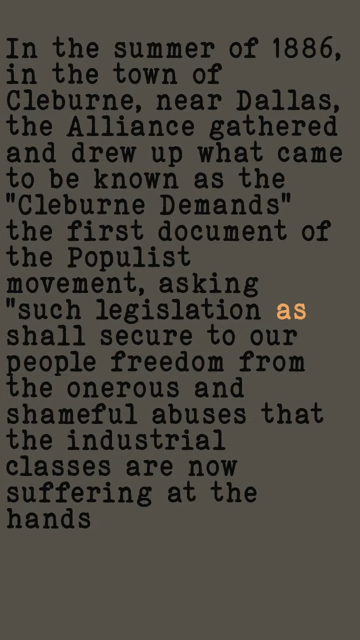 In the summer of 1886,
in the town of
Cleburne, near Dallas,
the Alliance gathered
and drew up what came
to be known as the
"Cleburne Demands"
the first document of
the Populist
movement, asking
"such legislation as
shall secure to our
people freedom from
the onerous and
shameful abuses that
the industrial
classes are now
suffering at the
hands